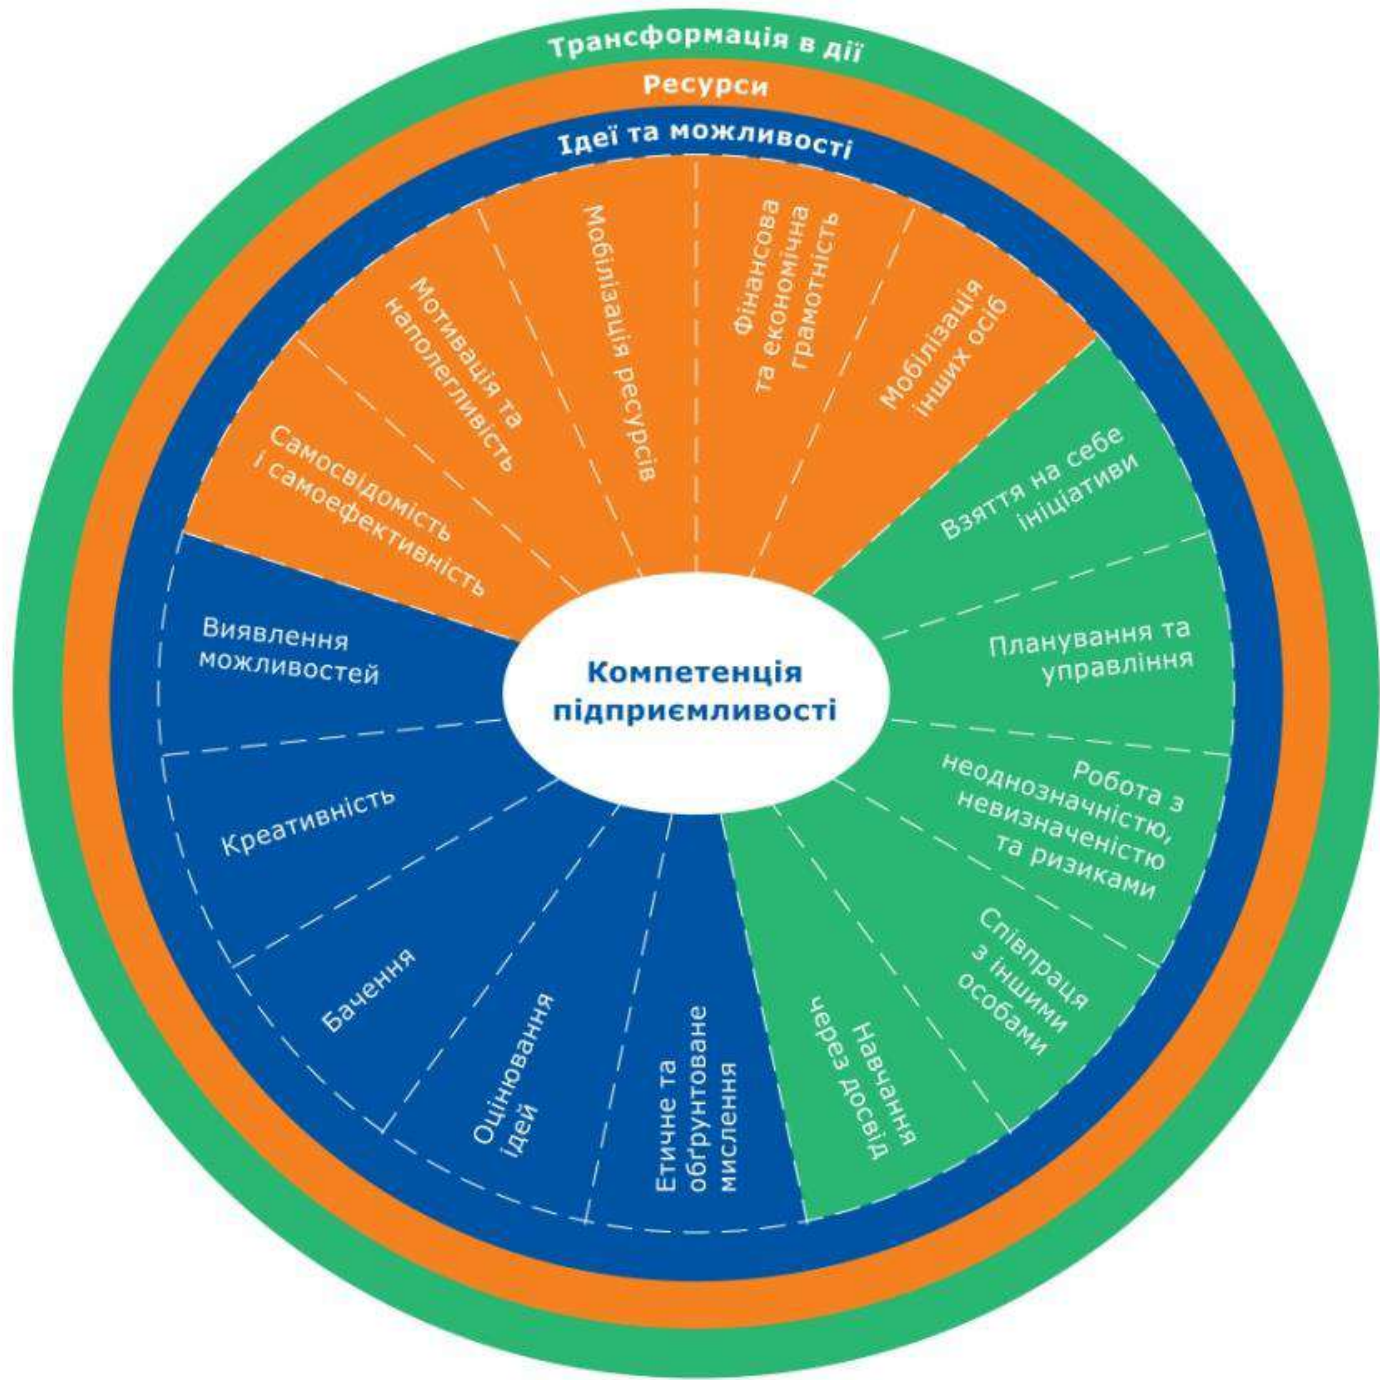 Трансформація в дії
Ресурси
Ідеї та можливості
Самосвідомість
і самоефективність
Мотивація та
наполегливість
Мобілізація ресурсів
Фінансова
та економічна
грамотність
Мобілізація
інших осіб
Взяття на себе
ініціативи
Планування та
управління
Робота з
неоднозначністю,
невизначеністю
та ризиками
Співпраця
з іншими
особами
Навчання
через досвід
Етичне та
обґрунтоване
мислення
Оцінювання
ідей
Бачення
Креативність
Виявлення
можливостей
Компетенція
підприємливості